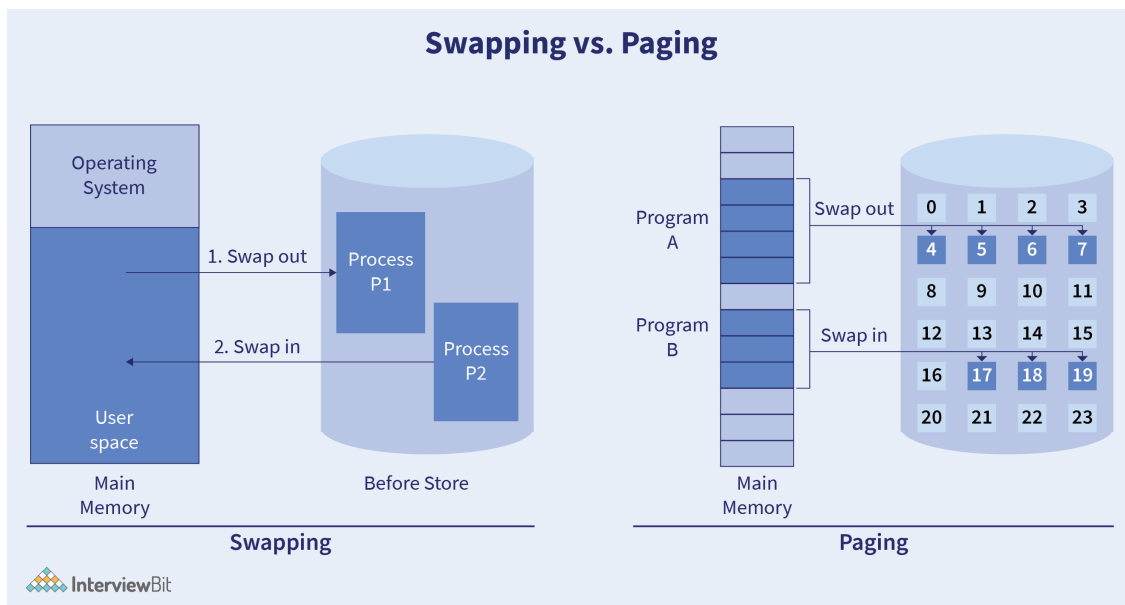 Swapping vs. Paging
Operating
System
1. Swap out
Process
P1
2. Swap in
Process
P2
User
space
Main
Memory
Before Store
Swapping
Program
A
Swap out
0 1 2 3
4 5 6 7
8 9 10 11
Program
B
Swap in
12 13 14 15
16 17 18 19
20 21 22 23
Main
Memory
Paging
InterviewBit